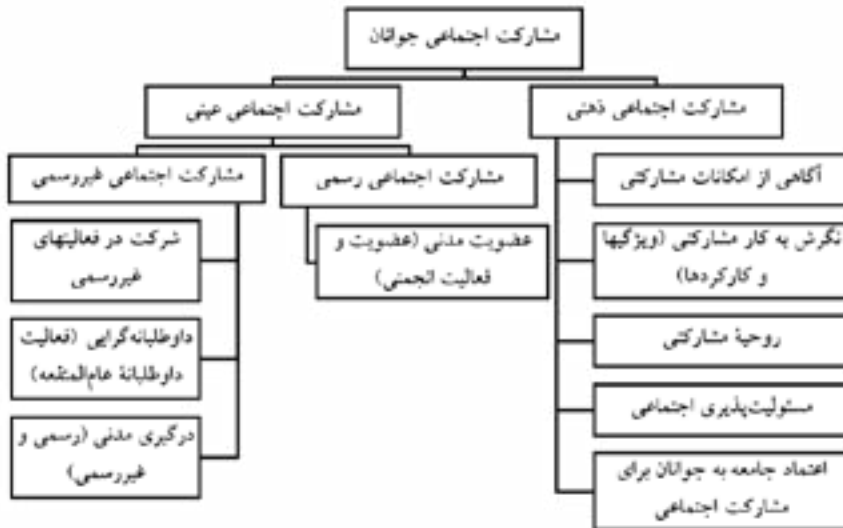 مشارکت اجتماعی جوانان
مشارکت اجتماعی ذهنی
مشارکت اجتماعی عینی
آگاهی از امکانات مشارکتی
نگرش به کار مشارکتی (ویژگیها
و کارکردها)
روحیهٔ مشارکتی
مسئولیت‌پذیری اجتماعی
اعتماد جامعه به جوانان برای
مشارکت اجتماعی
مشارکت اجتماعی رسمی
عضویت مدنی (عضویت و
فعالیت انجمنی)
مشارکت اجتماعی غیررسمی
شرکت در فعالیتهای
غیررسمی
داوطلبانه‌گرایی (فعالیت
داوطلبانهٔ عام‌المنفعه)
درگیری مدنی (رسمی و
غیررسمی)